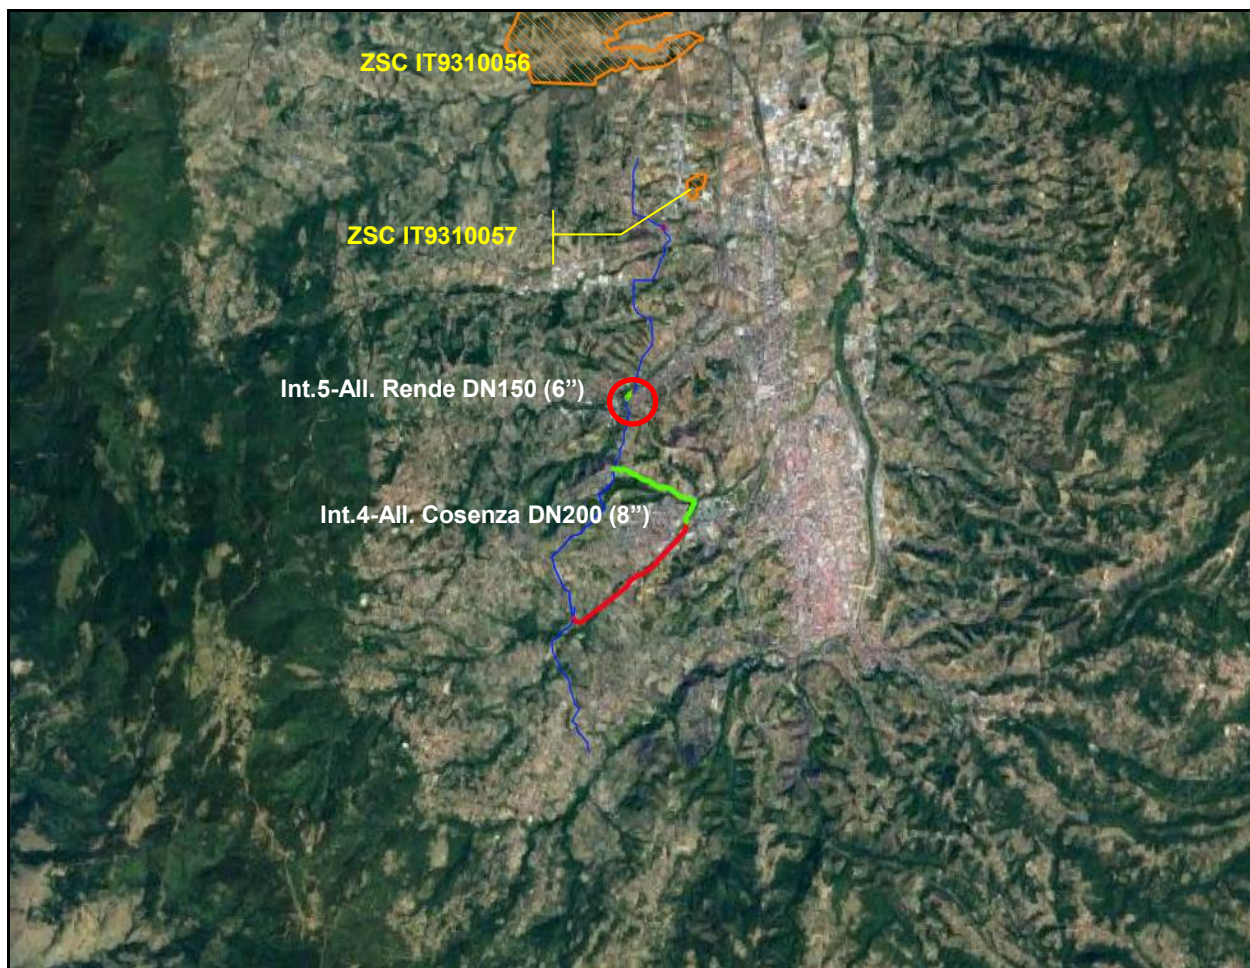 ZSC IT9310056
ZSC IT9310057
Int.5-All. Rende DN150 (6”)
Int.4-All. Cosenza DN200 (8”)